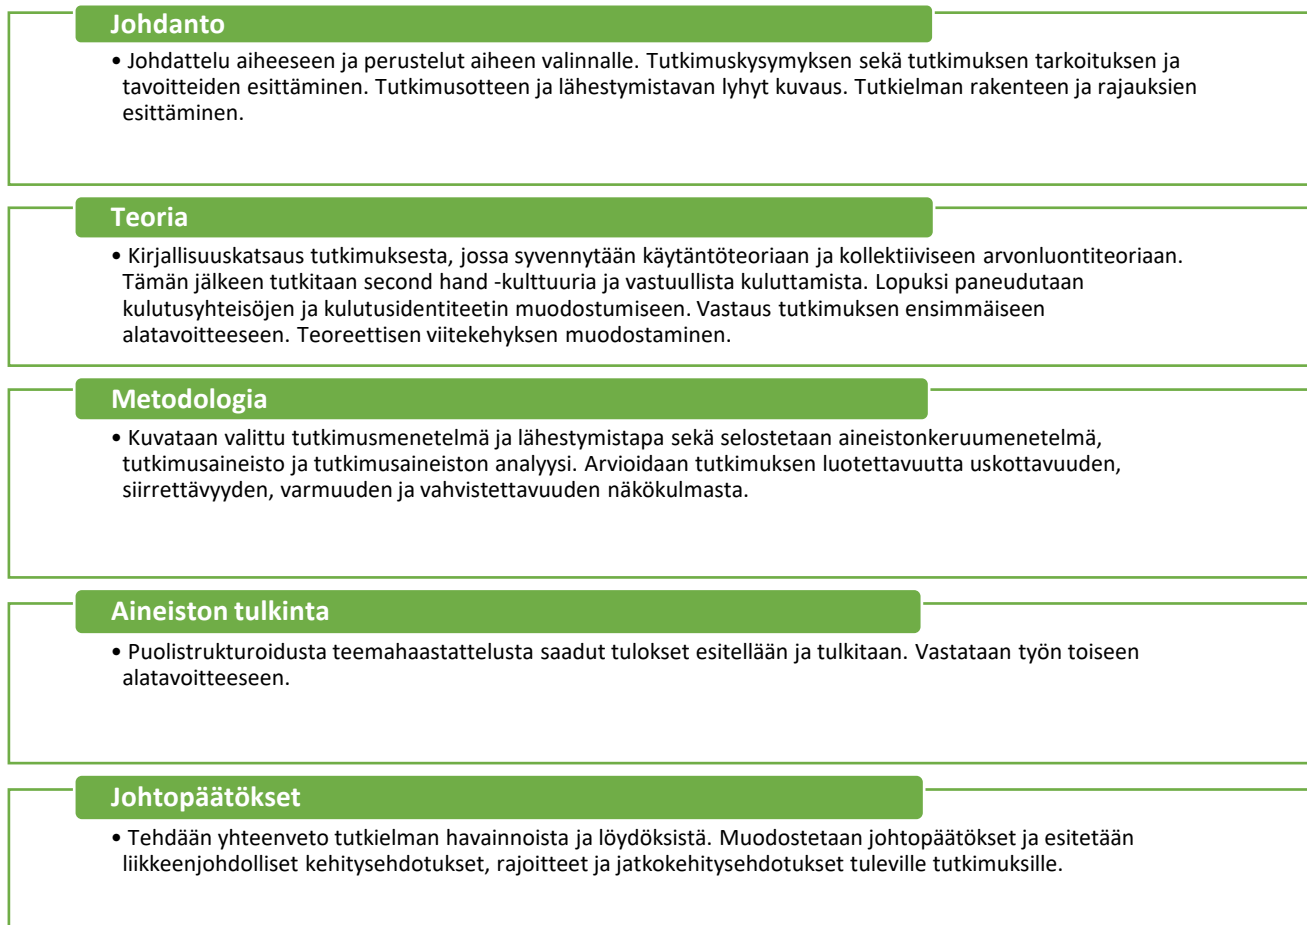 Johdanto
• Johdattelu aiheeseen ja perustelut aiheen valinnalle. Tutkimuskysymyksen sekä tutkimuksen tarkoituksen ja
tavoitteiden esittäminen. Tutkimusotteen ja lähestymistavan lyhyt kuvaus. Tutkielman rakenteen ja rajauksien
esittäminen.
Teoria
• Kirjallisuuskatsaus tutkimuksesta, jossa syvennytään käytäntöteoriaan ja kollektiiviseen arvonluontiteoriaan.
Tämän jälkeen tutkitaan second hand -kulttuuria ja vastuullista kuluttamista. Lopuksi paneudutaan
kulutusyhteisöjen ja kulutusidentiteetin muodostumiseen. Vastaus tutkimuksen ensimmäiseen
alatavoitteeseen. Teoreettisen viitekehyksen muodostaminen.
Metodologia
• Kuvataan valittu tutkimusmenetelmä ja lähestymistapa sekä selostetaan aineistonkeruumenetelmä,
tutkimusaineisto ja tutkimusaineiston analyysi. Arvioidaan tutkimuksen luotettavuutta uskottavuuden,
siirrettävyyden, varmuuden ja vahvistettavuuden näkökulmasta.
Aineiston tulkinta
• Puolistrukturoidusta teemahaastattelusta saadut tulokset esitellään ja tulkitaan. Vastataan työn toiseen
alatavoitteeseen.
Johtopäätökset
• Tehdään yhteenveto tutkielman havainnoista ja löydöksistä. Muodostetaan johtopäätökset ja esitetään
liikkeenjohdolliset kehitysehdotukset, rajoitteet ja jatkokehitysehdotukset tuleville tutkimuksille.